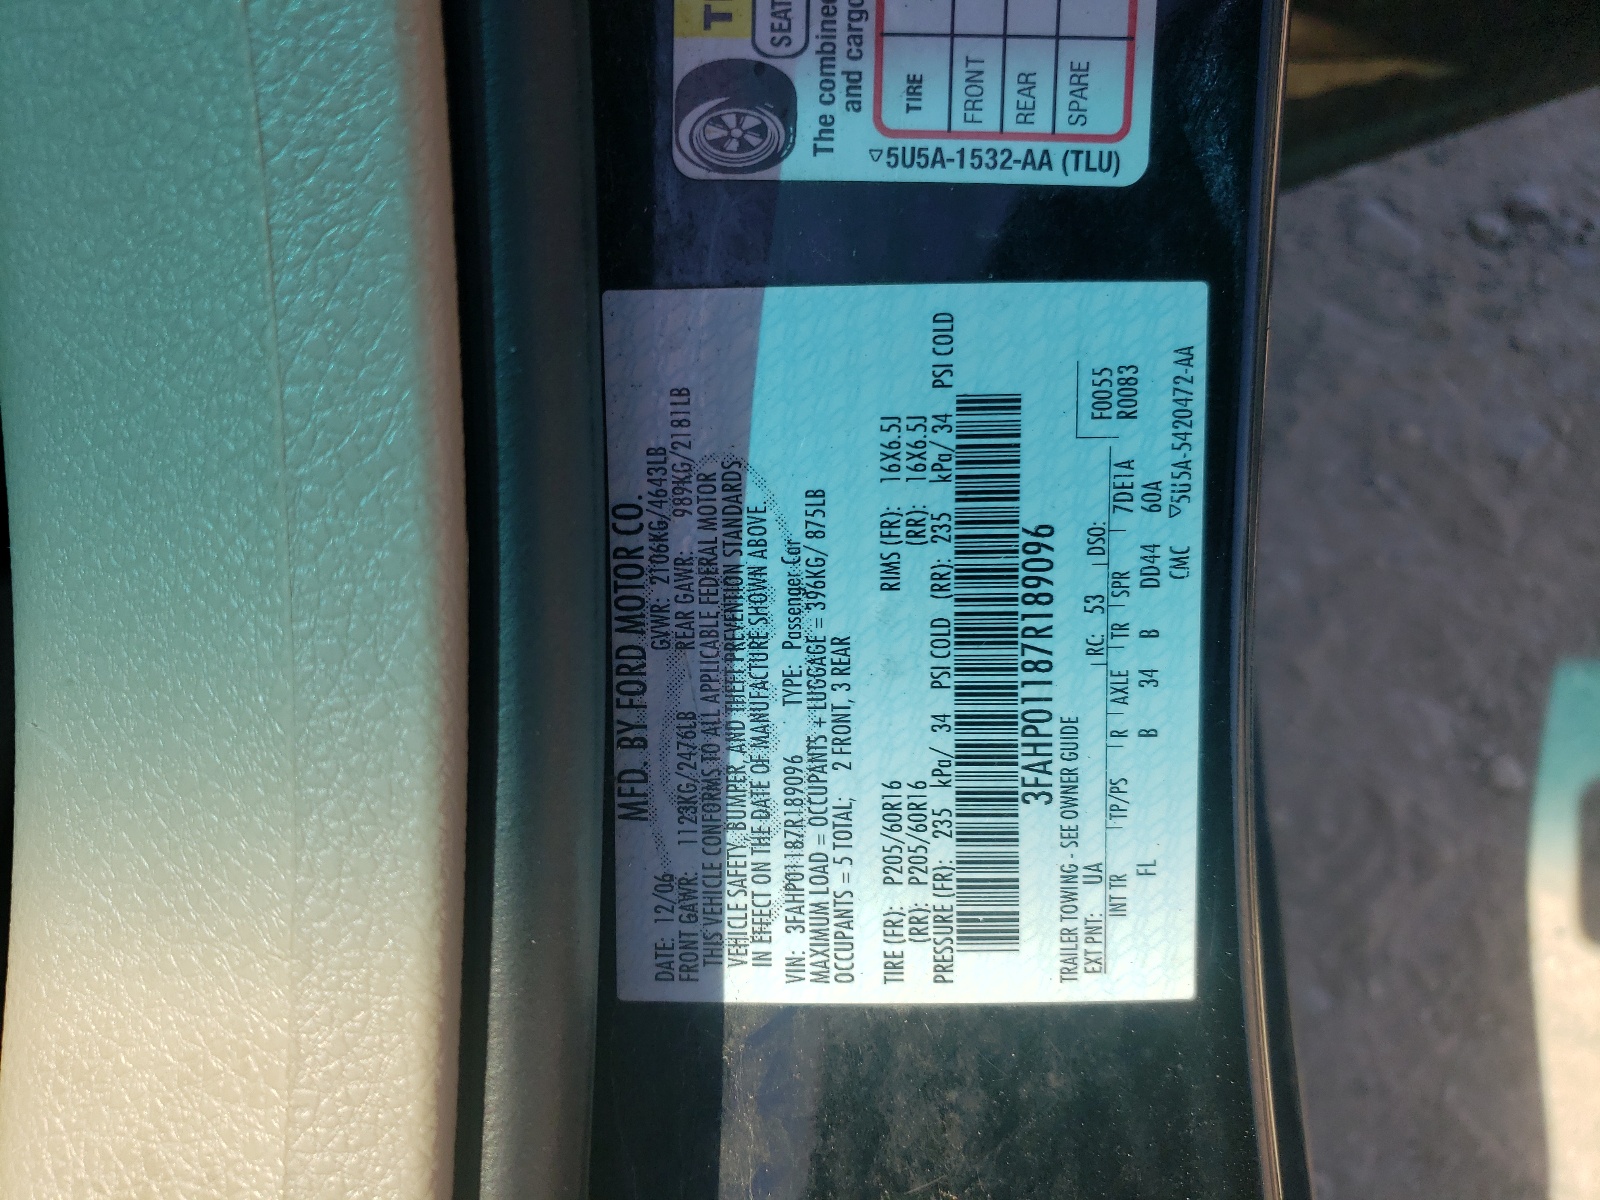 MFD. BY FORD MOTOR CO.
DATE: 12/06 GVWR: 2106KG/4643LB
FRONT GAWR: 1123KG/2476LB REAR GAWR: 989KG/2181LB
THIS VEHICLE CONFORMS TO ALL APPLICABLE FEDERAL MOTOR
VEHICLE SAFETY, BUMPER, AND THEFT PREVENTION STANDARDS
IN EFFECT ON THE DATE OF MANUFACTURE SHOWN ABOVE.
VIN: 3FAHP01187R189096 TYPE: Passenger Car
MAXIMUM LOAD = OCCUPANTS + LUGGAGE = 396KG/ 875LB
OCCUPANTS = 5 TOTAL; 2 FRONT, 3 REAR
TIRE (FR): P205/60R16 RIMS (FR): 16X6.5J
(RR): P205/60R16 (RR): 16X6.5J
PRESSURE (FR): 235 kPa/ 34 PSI COLD (RR): 235 kPa/ 34 PSI COLD
3FAHP01187R189096
TRAILER TOWING - SEE OWNER GUIDE
EXT PNT: UA RC: 53 DSO: F0055
R0083
INT TR TP/PS R AXLE TR SPR 7DE1A
FL B 34 B DD44 60A
CMC ▽5U5A-5420472-AA
SEAT
The combined
and cargo
TIRE
FRONT
REAR
SPARE
▽5U5A-1532-AA (TLU)